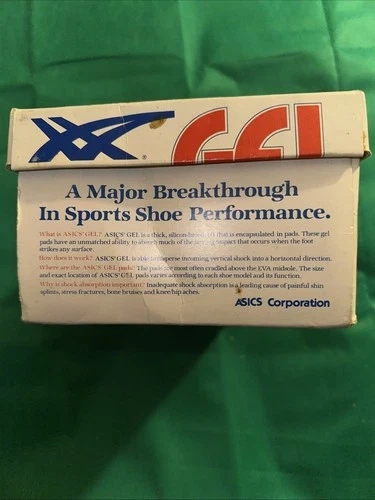 GEL
®
A Major Breakthrough
In Sports Shoe Performance.
What is ASICS' GEL? ASICS' GEL is a thick, silicon-based gel that is encapsulated in pads. These gel
pads have an unmatched ability to absorb much of the jarring impact that occurs when the foot
strikes any surface.
How does it work? ASICS' GEL is able to disperse incoming vertical shock into a horizontal direction.
Where are the ASICS' GEL pads? The pads are most often cradled above the EVA midsole. The size
and exact location of ASICS' GEL pads varies according to each shoe model and its function.
Why is shock absorption important? Inadequate shock absorption is a leading cause of painful shin
splints, stress fractures, bone bruises and knee/hip aches.
ASICS Corporation